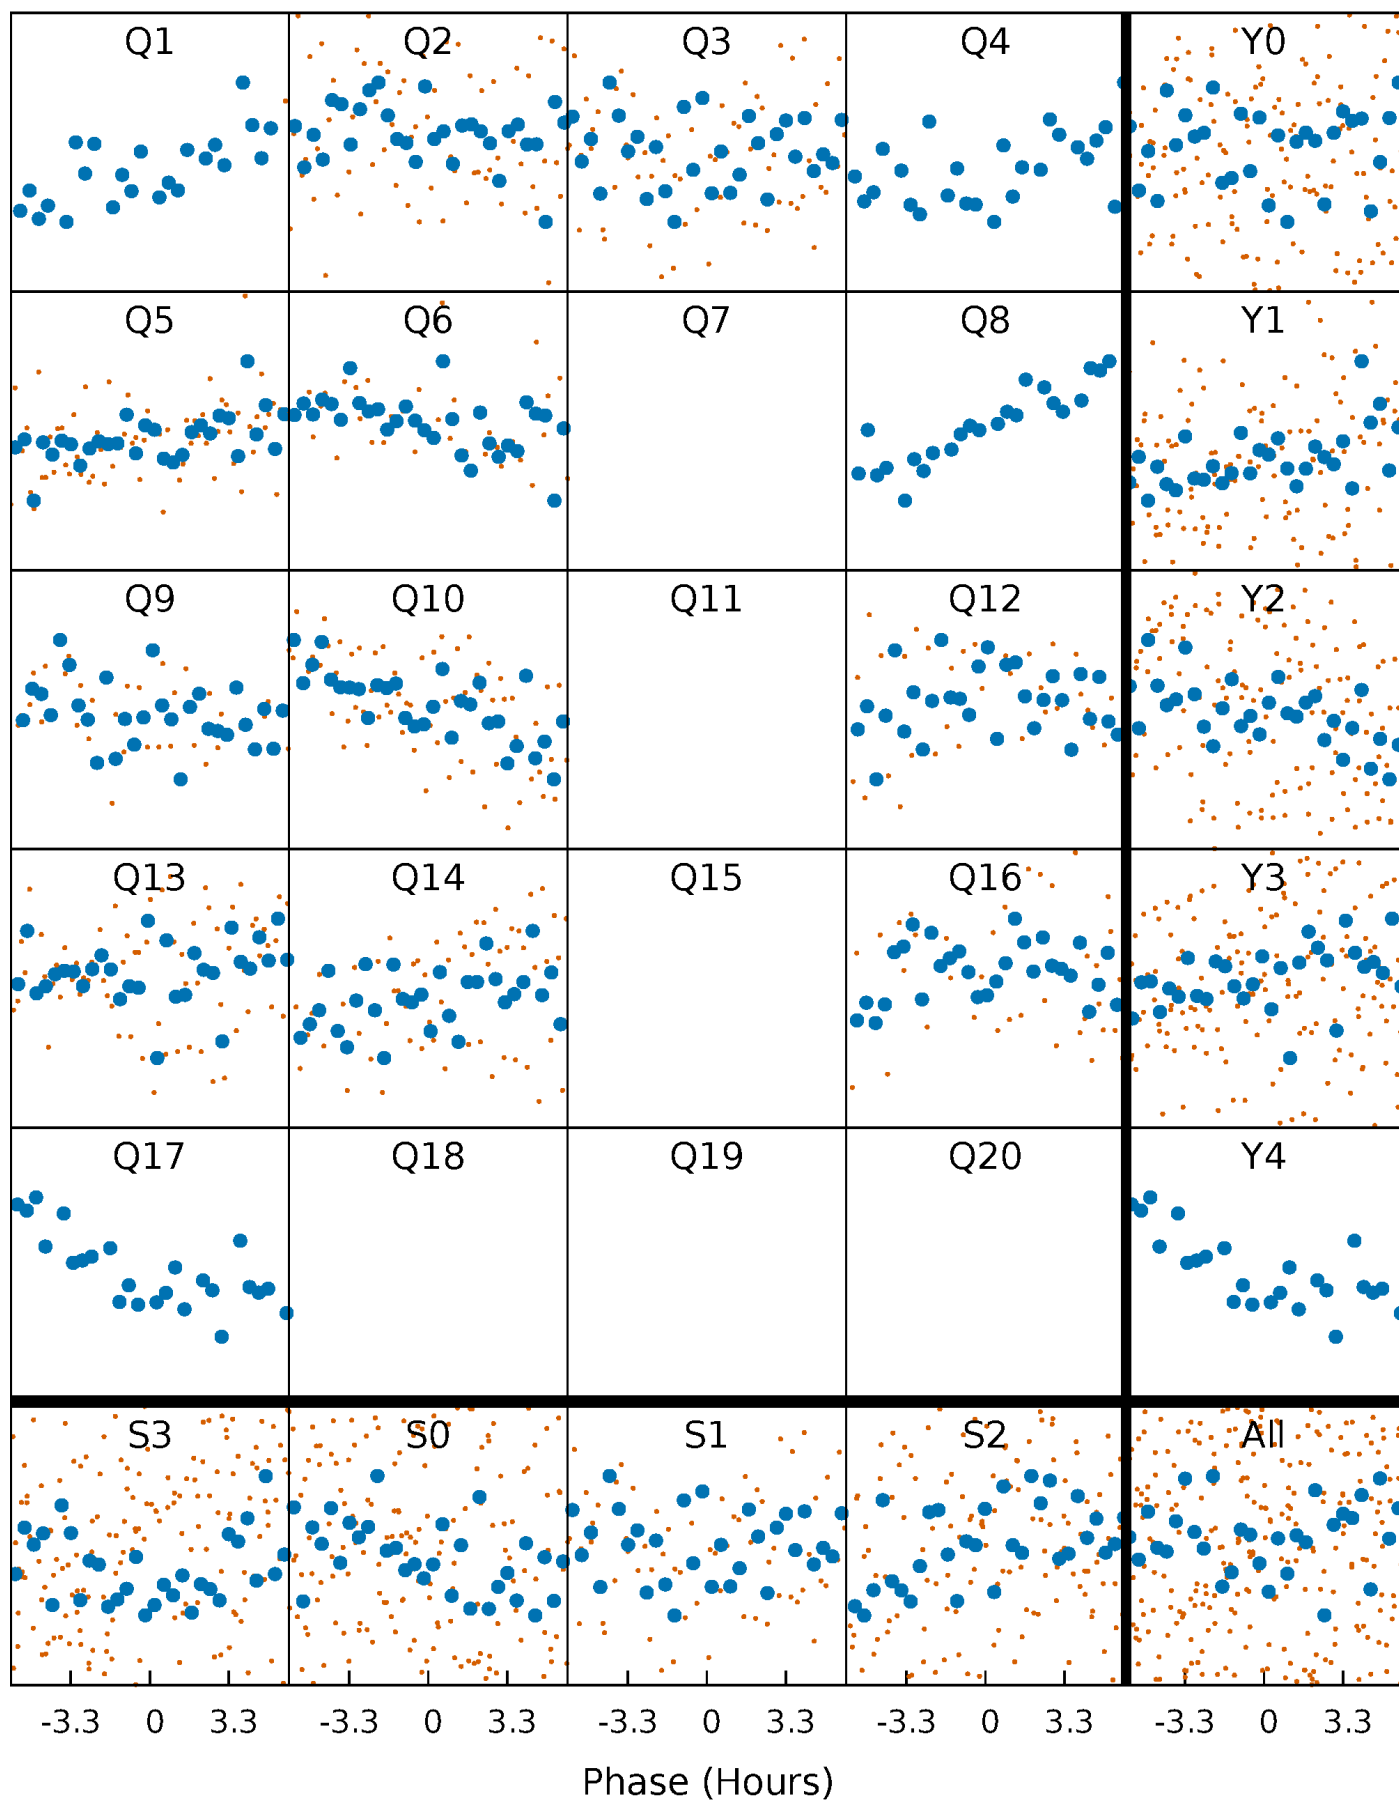 Q1 Q2 Q3 Q4 Y0
Q5 Q6 Q7 Q8 Y1
Q9 Q10 Q11 Q12 Y2
Q13 Q14 Q15 Q16 Y3
Q17 Q18 Q19 Q20 Y4
S3 S0 S1 S2 All
-3.3 0 3.3 -3.3 0 3.3 -3.3 0 3.3 -3.3 0 3.3 -3.3 0 3.3
Phase (Hours)